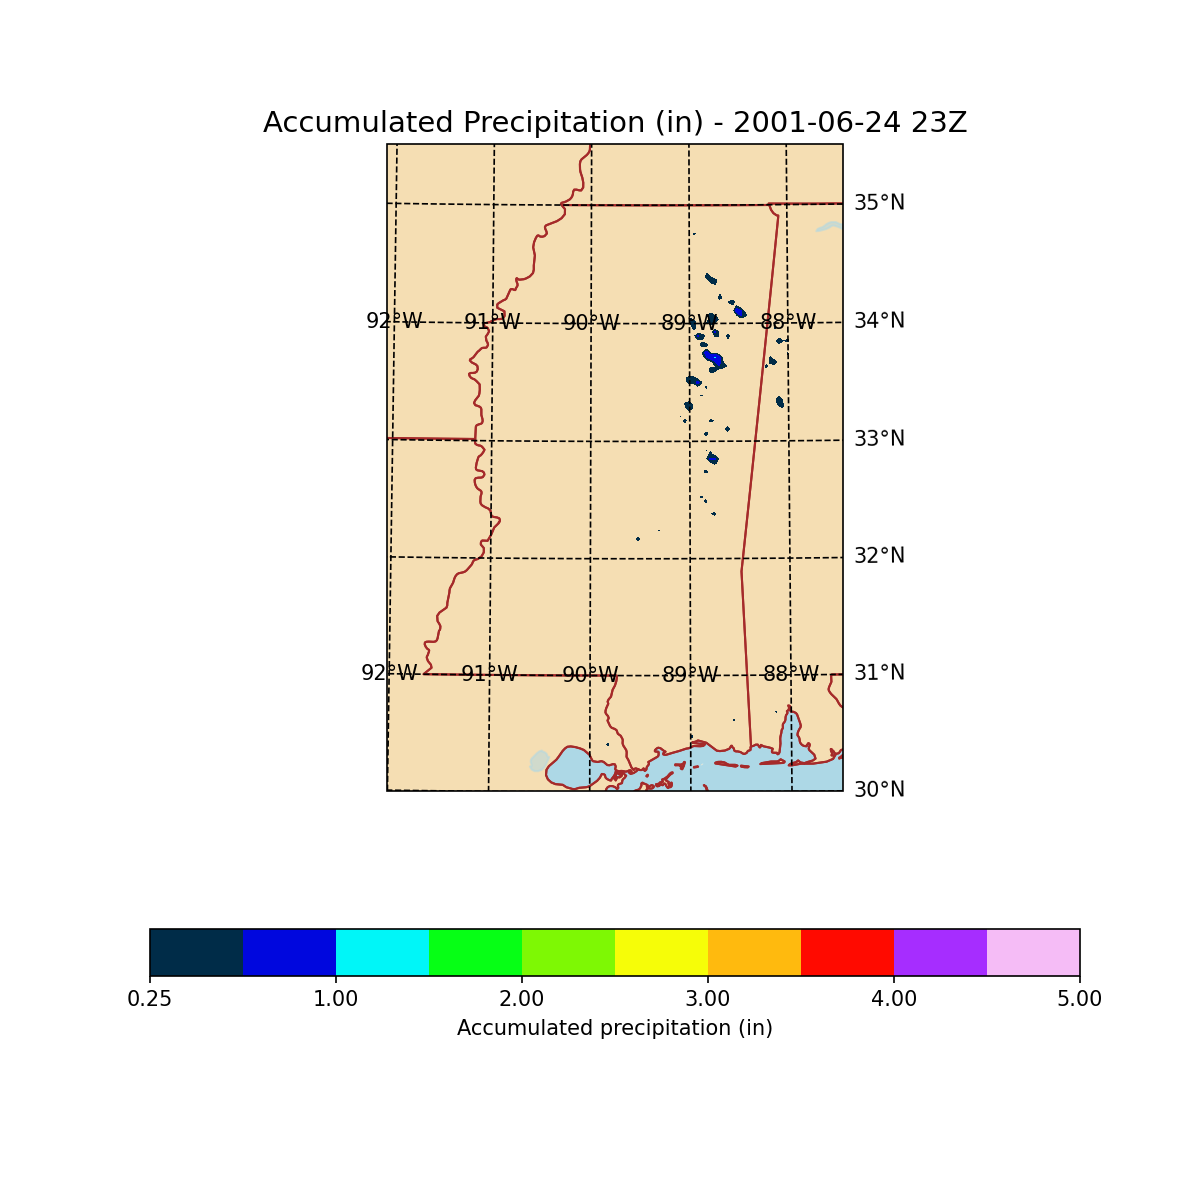 Accumulated Precipitation (in) - 2001-06-24 23Z
35°N
92°W 91°W 90°W 89°W 88°W 34°N
33°N
32°N
92°W 91°W 90°W 89°W 88°W 31°N
30°N
0.25 1.00 2.00 3.00 4.00 5.00
Accumulated precipitation (in)